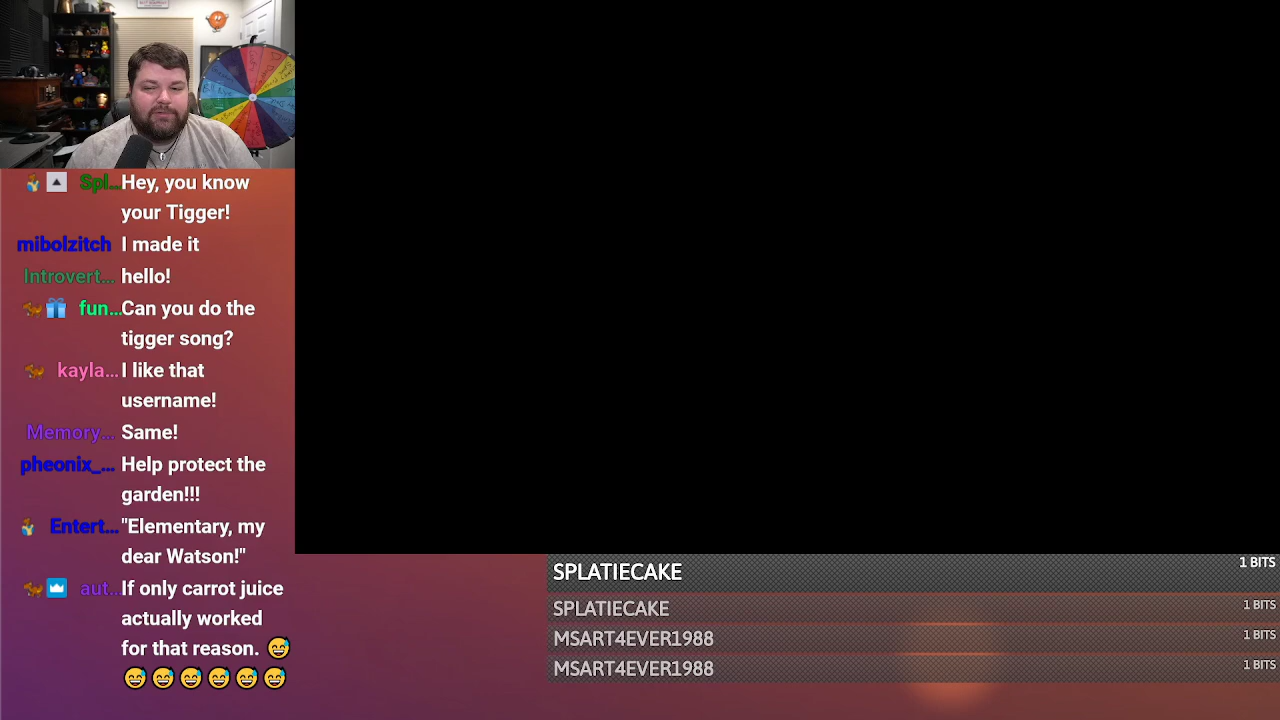 Spl... Hey, you know
your Tigger!
mibolzitch I made it
Introvert... hello!
fun... Can you do the
tigger song?
kayla... I like that
username!
Memory... Same!
pheonix_... Help protect the
garden!!!
Entert... "Elementary, my
dear Watson!"
aut... If only carrot juice
actually worked
for that reason. 😅
😅😅😅😅😅😅
SPLATIECAKE 1 BITS
SPLATIECAKE 1 BITS
MSART4EVER1988 1 BITS
MSART4EVER1988 1 BITS